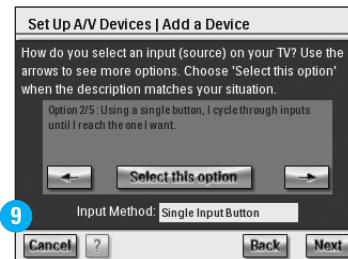 Set Up A/V Devices | Add a Device
How do you select an input (source) on your TV? Use the
arrows to see more options. Choose 'Select this option'
when the description matches your situation.
Option 2/5 : Using a single button, I cycle through inputs
until I reach the one I want.
Select this option
9
Input Method: Single Input Button
Cancel ? Back Next